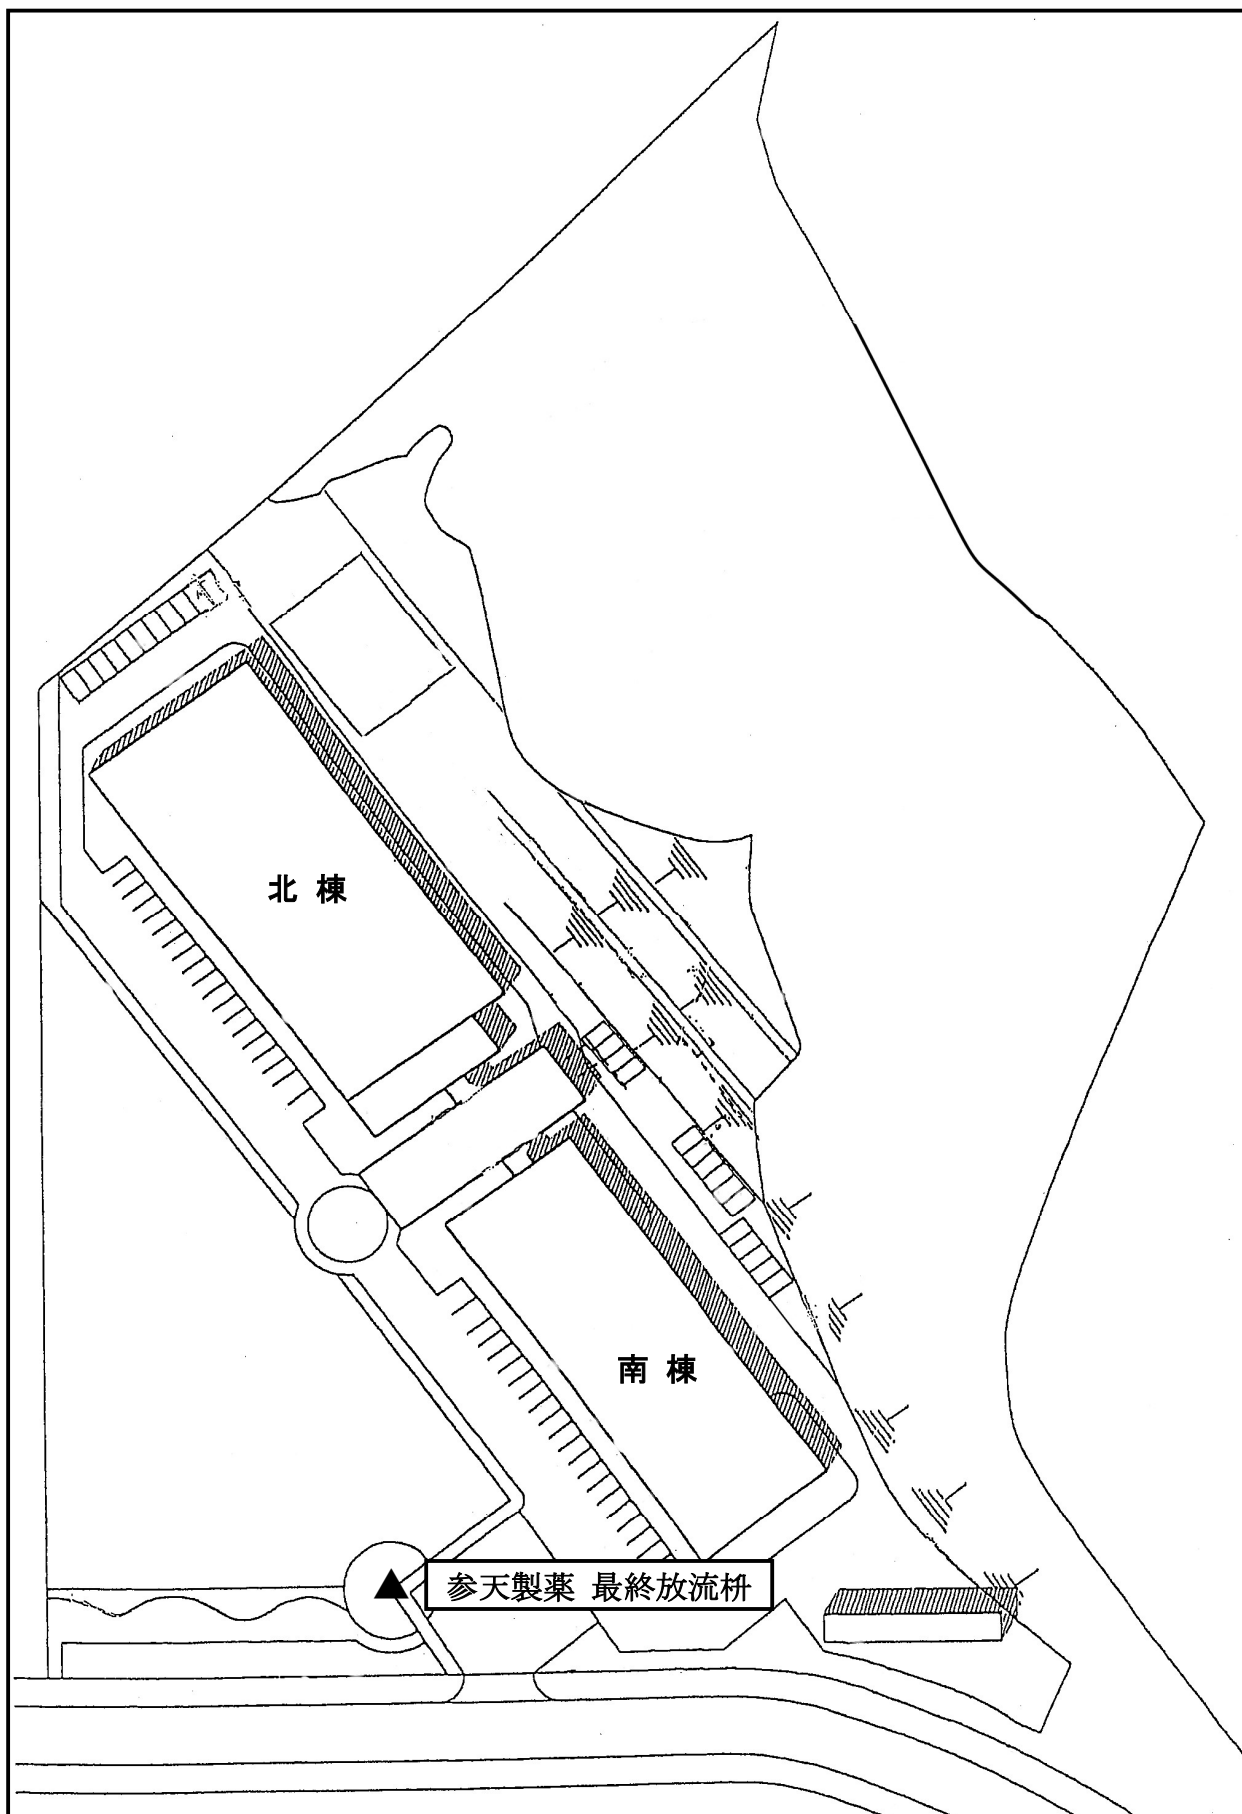 北 棟
南 棟
参天製薬 最終放流枡